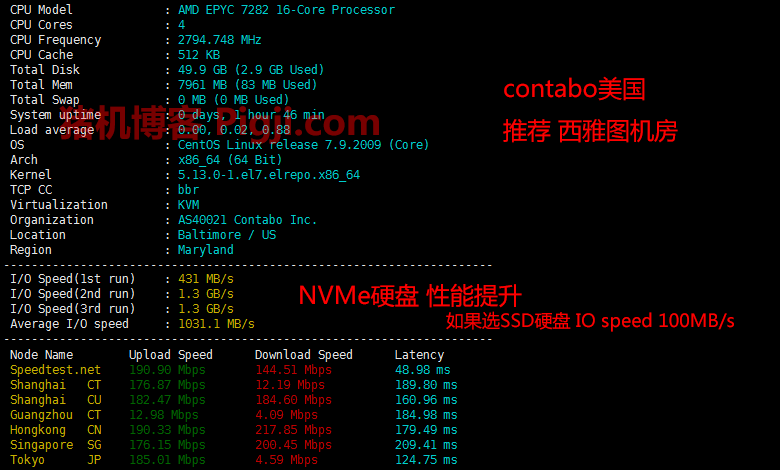 CPU Model : AMD EPYC 7282 16-Core Processor
CPU Cores : 4
CPU Frequency : 2794.748 MHz
CPU Cache : 512 KB
Total Disk : 49.9 GB (2.9 GB Used)
Total Mem : 7961 MB (83 MB Used)
contabo美国
Total Swap : 0 MB (0 MB Used)
System uptime : 0 days, 1 hour 46 min
猪机博客 Pigji.com
Load average : 0.00, 0.02, 0.88
推荐 西雅图机房
OS : CentOS Linux release 7.9.2009 (Core)
Arch : x86_64 (64 Bit)
Kernel : 5.13.0-1.el7.elrepo.x86_64
TCP CC : bbr
Virtualization : KVM
Organization : AS40021 Contabo Inc.
Location : Baltimore / US
Region : Maryland
----------------------------------------------------------------------
I/O Speed(1st run) : 431 MB/s
I/O Speed(2nd run) : 1.3 GB/s
NVMe硬盘 性能提升
I/O Speed(3rd run) : 1.3 GB/s
Average I/O speed : 1031.1 MB/s
如果选SSD硬盘 IO speed 100MB/s
----------------------------------------------------------------------
Node Name Upload Speed Download Speed Latency
Speedtest.net 190.90 Mbps 144.51 Mbps 48.98 ms
Shanghai CT 176.87 Mbps 12.19 Mbps 189.80 ms
Shanghai CU 182.47 Mbps 184.60 Mbps 160.96 ms
Guangzhou CT 12.98 Mbps 4.09 Mbps 184.98 ms
Hongkong CN 190.33 Mbps 217.85 Mbps 179.49 ms
Singapore SG 176.15 Mbps 200.45 Mbps 209.41 ms
Tokyo JP 185.01 Mbps 4.59 Mbps 124.75 ms